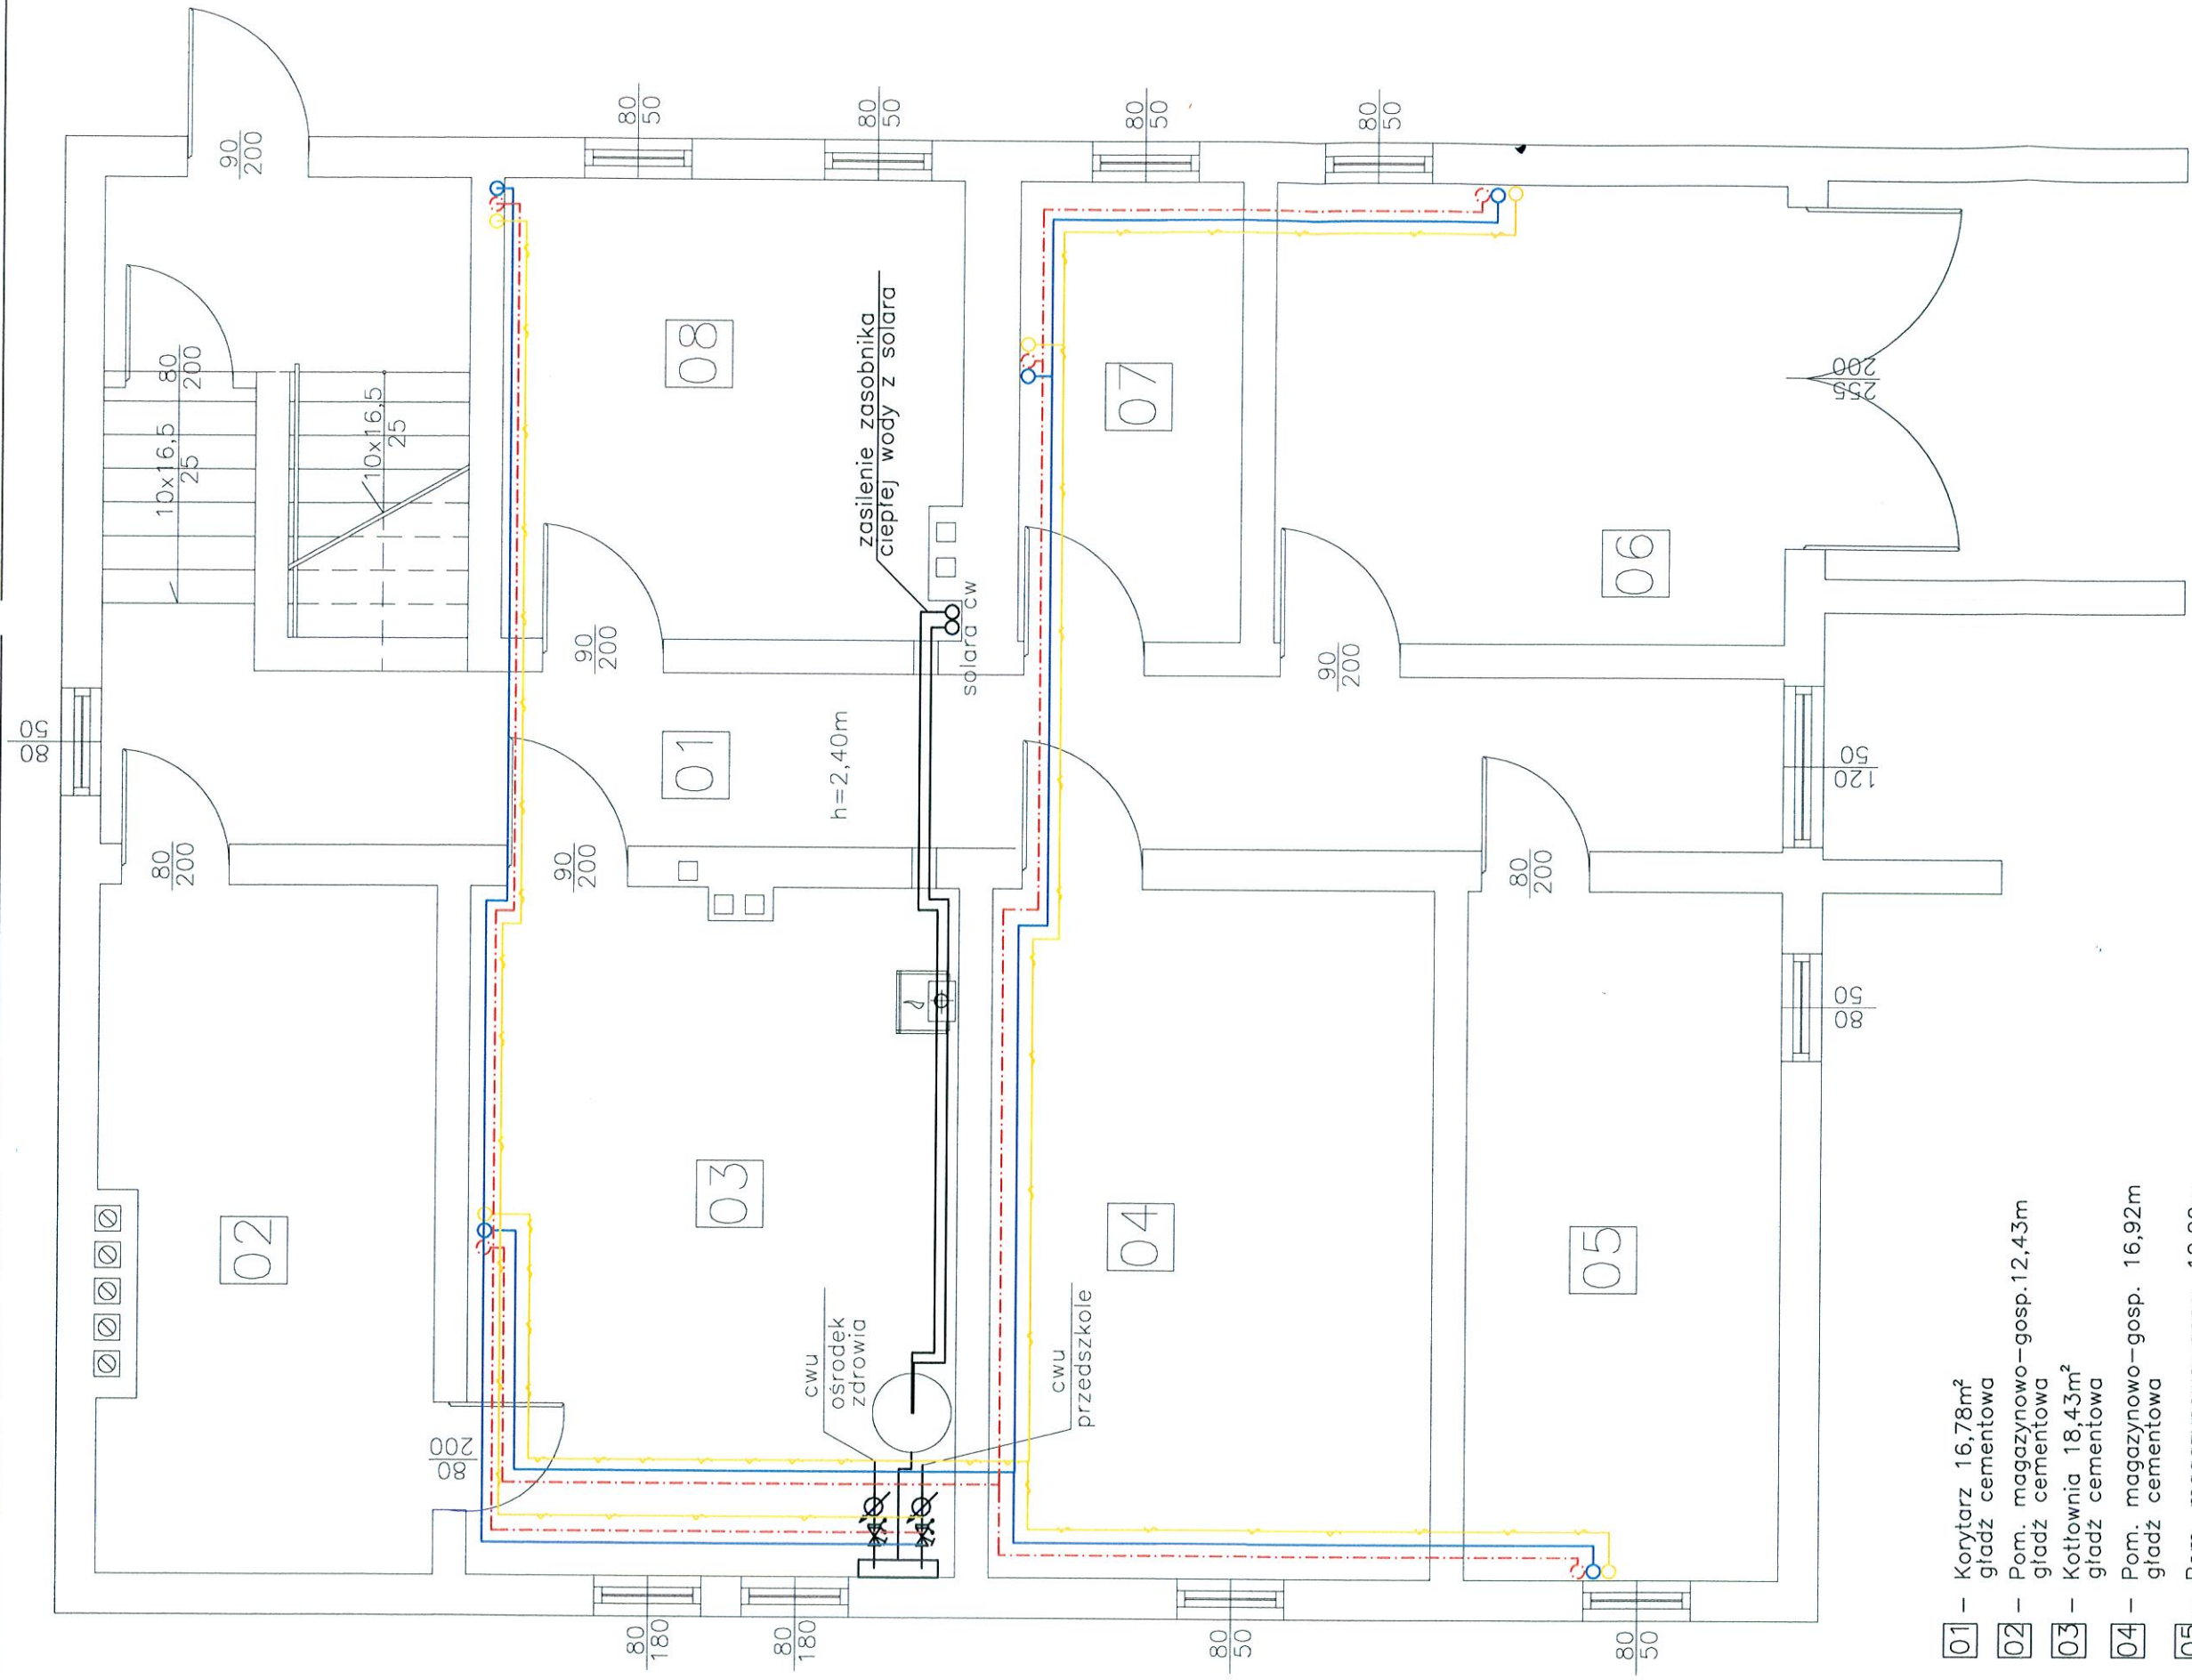 90
200
80
200
10x16,5
25
10x16,5
25
80
50
80
50
80
50
80
50
50
80
80
200
90
200
90
200
90
200
80
200
80
200
200
255
50
120
50
80
80
180
80
180
80
50
80
50
01
02
03
04
05
06
07
08
h=2,40m
zasilenie zasobnika
ciepłej wody z solara
solara cw
cwu
ośrodek
zdrowia
cwu
przedszkole
01 – Korytarz 16,78m²
gładź cementowa
02 – Pom. magazynowo–gosp.12,43m
gładź cementowa
03 – Kotłownia 18,43m²
gładź cementowa
04 – Pom. magazynowo–gosp. 16,92m
gładź cementowa
05